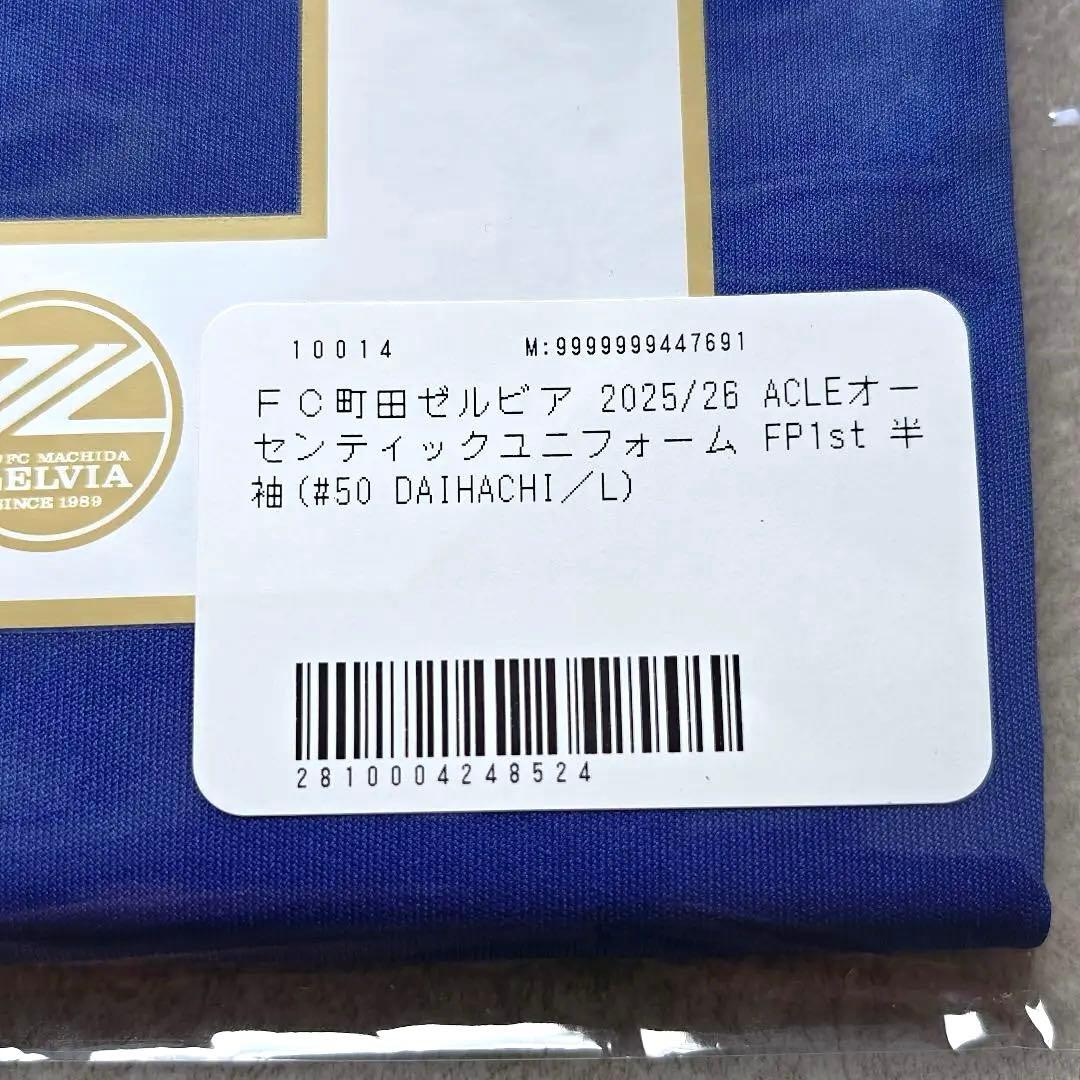 10014 M:9999999447691
FC町田ゼルビア 2025/26 ACLEオー
センティックユニフォーム FP1st 半
袖(#50 DAIHACHI/L)
2810004248524
FC MACHIDA
ELVIA
SINCE 1989